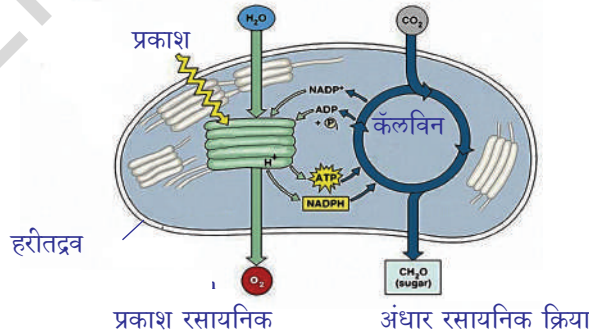 H₂O
CO₂
प्रकाश
NADP⁺
ADP
+ P
कॅलविन
H⁺
ATP
NADPH
हरीतद्रव
O₂
CH₂O
(sugar)
प्रकाश रसायनिक
अंधार रसायनिक क्रिया